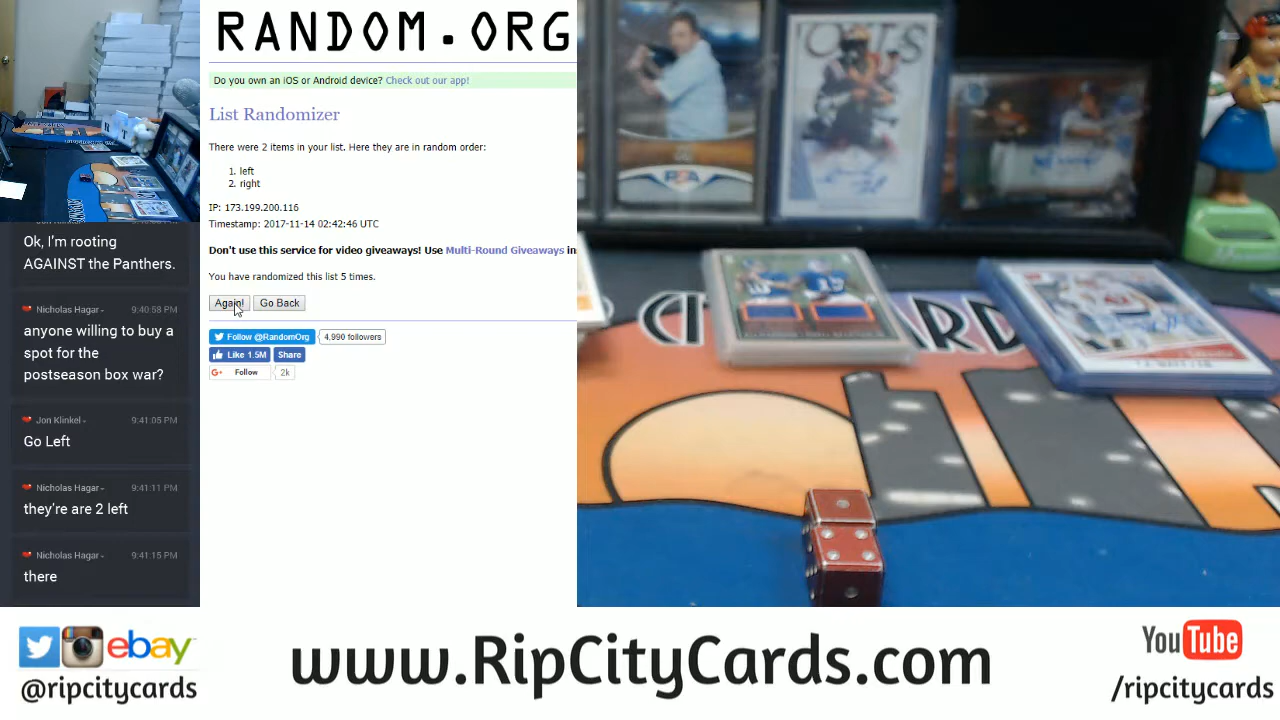 RANDOM.ORG
Do you own an iOS or Android device? Check out our app!
List Randomizer
There were 2 items in your list. Here they are in random order:
1. left
2. right
IP: 173.199.200.116
Timestamp: 2017-11-14 02:42:46 UTC
Don't use this service for video giveaways! Use Multi-Round Giveaways in
You have randomized this list 5 times.
Again! Go Back
Follow @RandomOrg 4,990 followers
Like 1.5M Share
G+ Follow 2k
Ok, I'm rooting
AGAINST the Panthers.
Nicholas Hagar 9:40:58 PM
anyone willing to buy a
spot for the
postseason box war?
Jon Klinkel 9:41:05 PM
Go Left
Nicholas Hagar 9:41:11 PM
they're are 2 left
Nicholas Hagar 9:41:15 PM
there
ebay
@ripcitycards
www.RipCityCards.com
YouTube
/ripcitycards